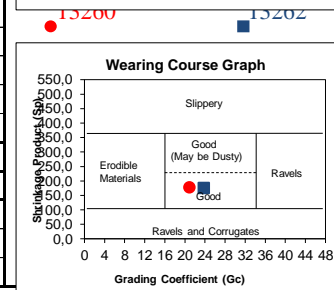 13260 13262
Wearing Course Graph
Shrinkage Product (Sp)
550,0
500,0
450,0
400,0
350,0
300,0
250,0
200,0
150,0
100,0
50,0
0,0
Slippery
Good
(May be Dusty)
Erodible
Materials
Ravels
Good
Ravels and Corrugates
0 4 8 12 16 20 24 28 32 36 40 44 48
Grading Coefficient (Gc)